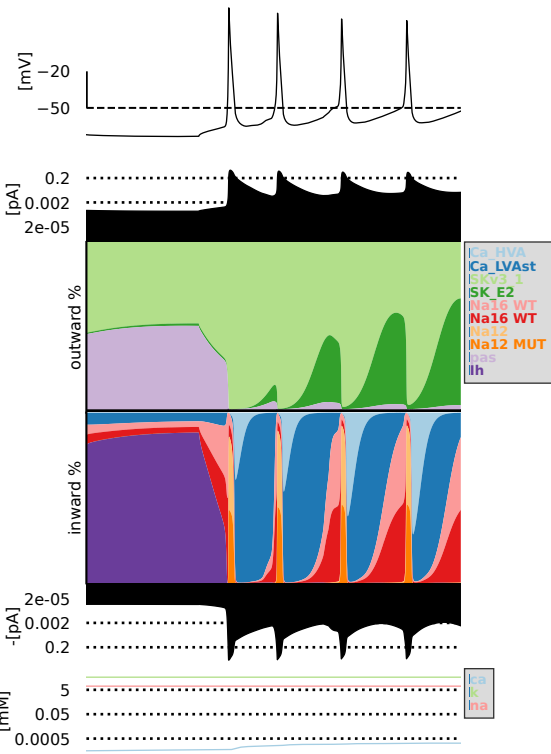 [mV]
−20
−50
[pA]
0.2
0.002
2e-05
outward %
Ca_HVA
Ca_LVAst
SKv3_1
SK_E2
Na16 WT
Na16 WT
Na12
Na12 MUT
pas
Ih
inward %
-[pA]
2e-05
0.002
0.2
[mM]
5
0.05
0.0005
ca
k
na